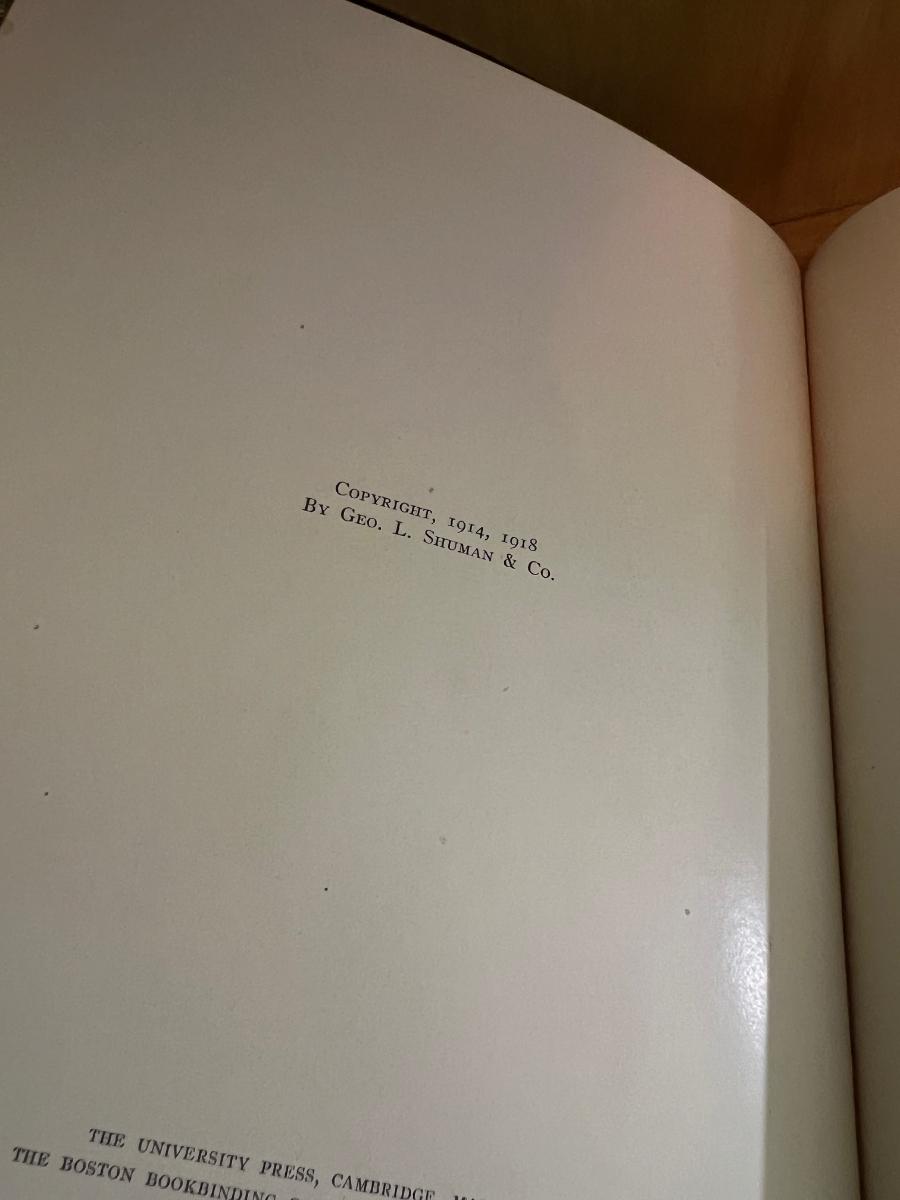 Copyright, 1914, 1918
By Geo. L. Shuman & Co.
THE UNIVERSITY PRESS, CAMBRIDGE,
THE BOSTON BOOKBINDING